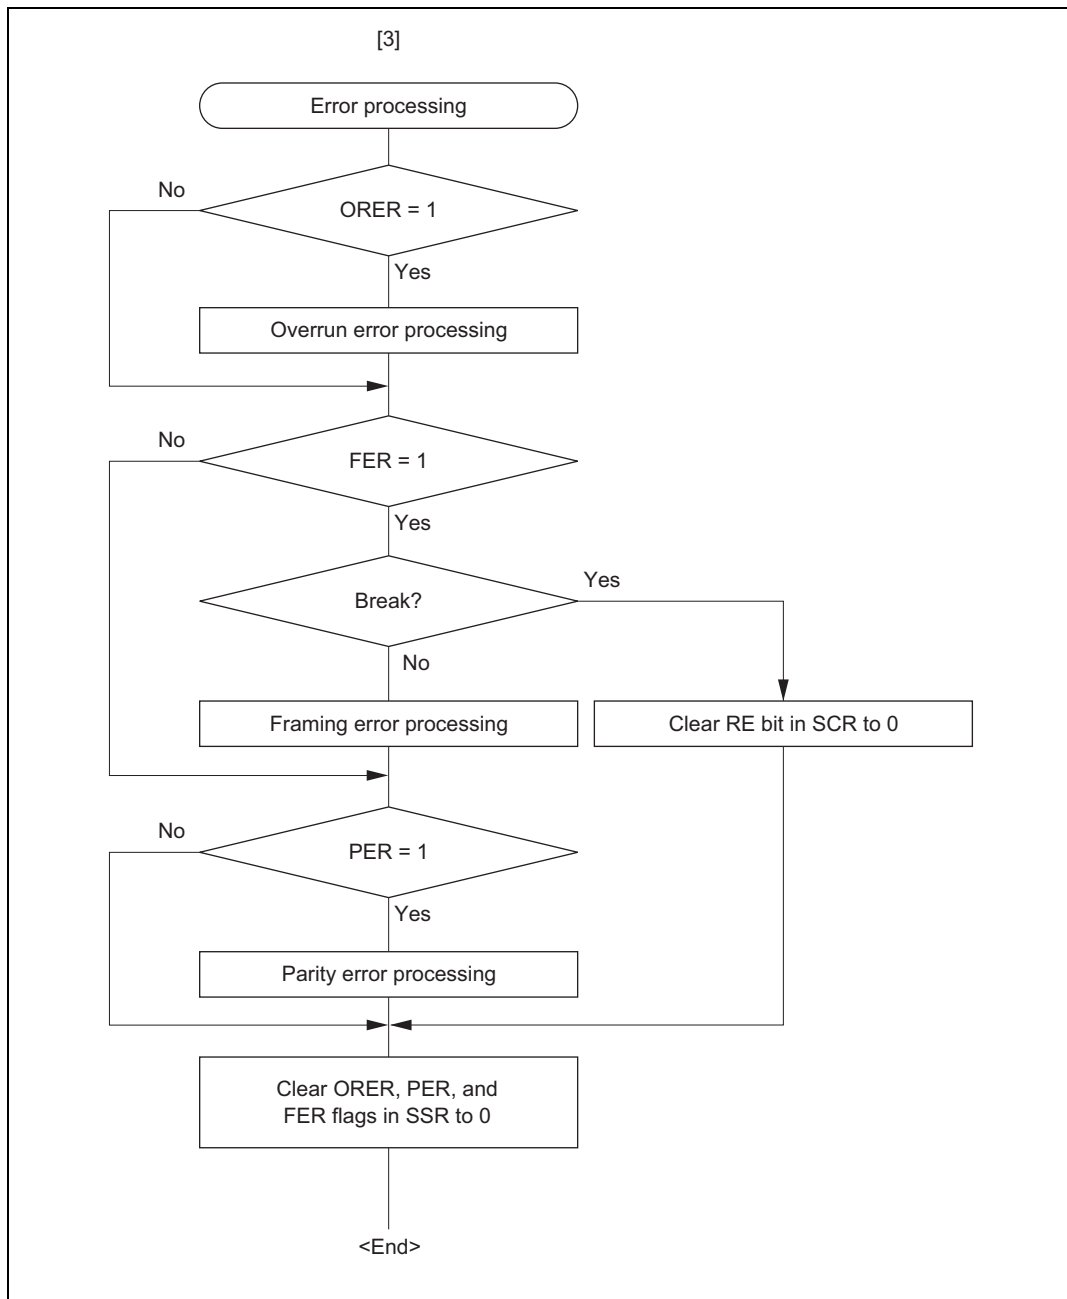 [3]
Error processing
No
ORER = 1
Yes
Overrun error processing
No
FER = 1
Yes
Yes
Break?
No
Framing error processing
Clear RE bit in SCR to 0
No
PER = 1
Yes
Parity error processing
Clear ORER, PER, and
FER flags in SSR to 0
<End>